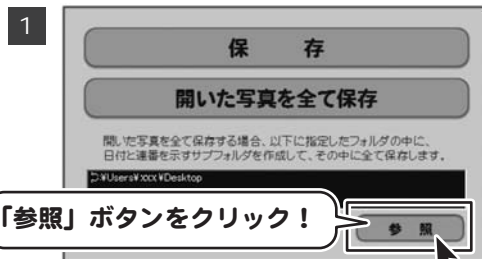 1
保 存
開いた写真を全て保存
開いた写真を全て保存する場合、以下に指定したフォルダの中に、
日付と連番を示すサブフォルダを作成して、その中に全て保存します。
¥Users¥xxx¥Desktop
「参照」ボタンをクリック！
参 照